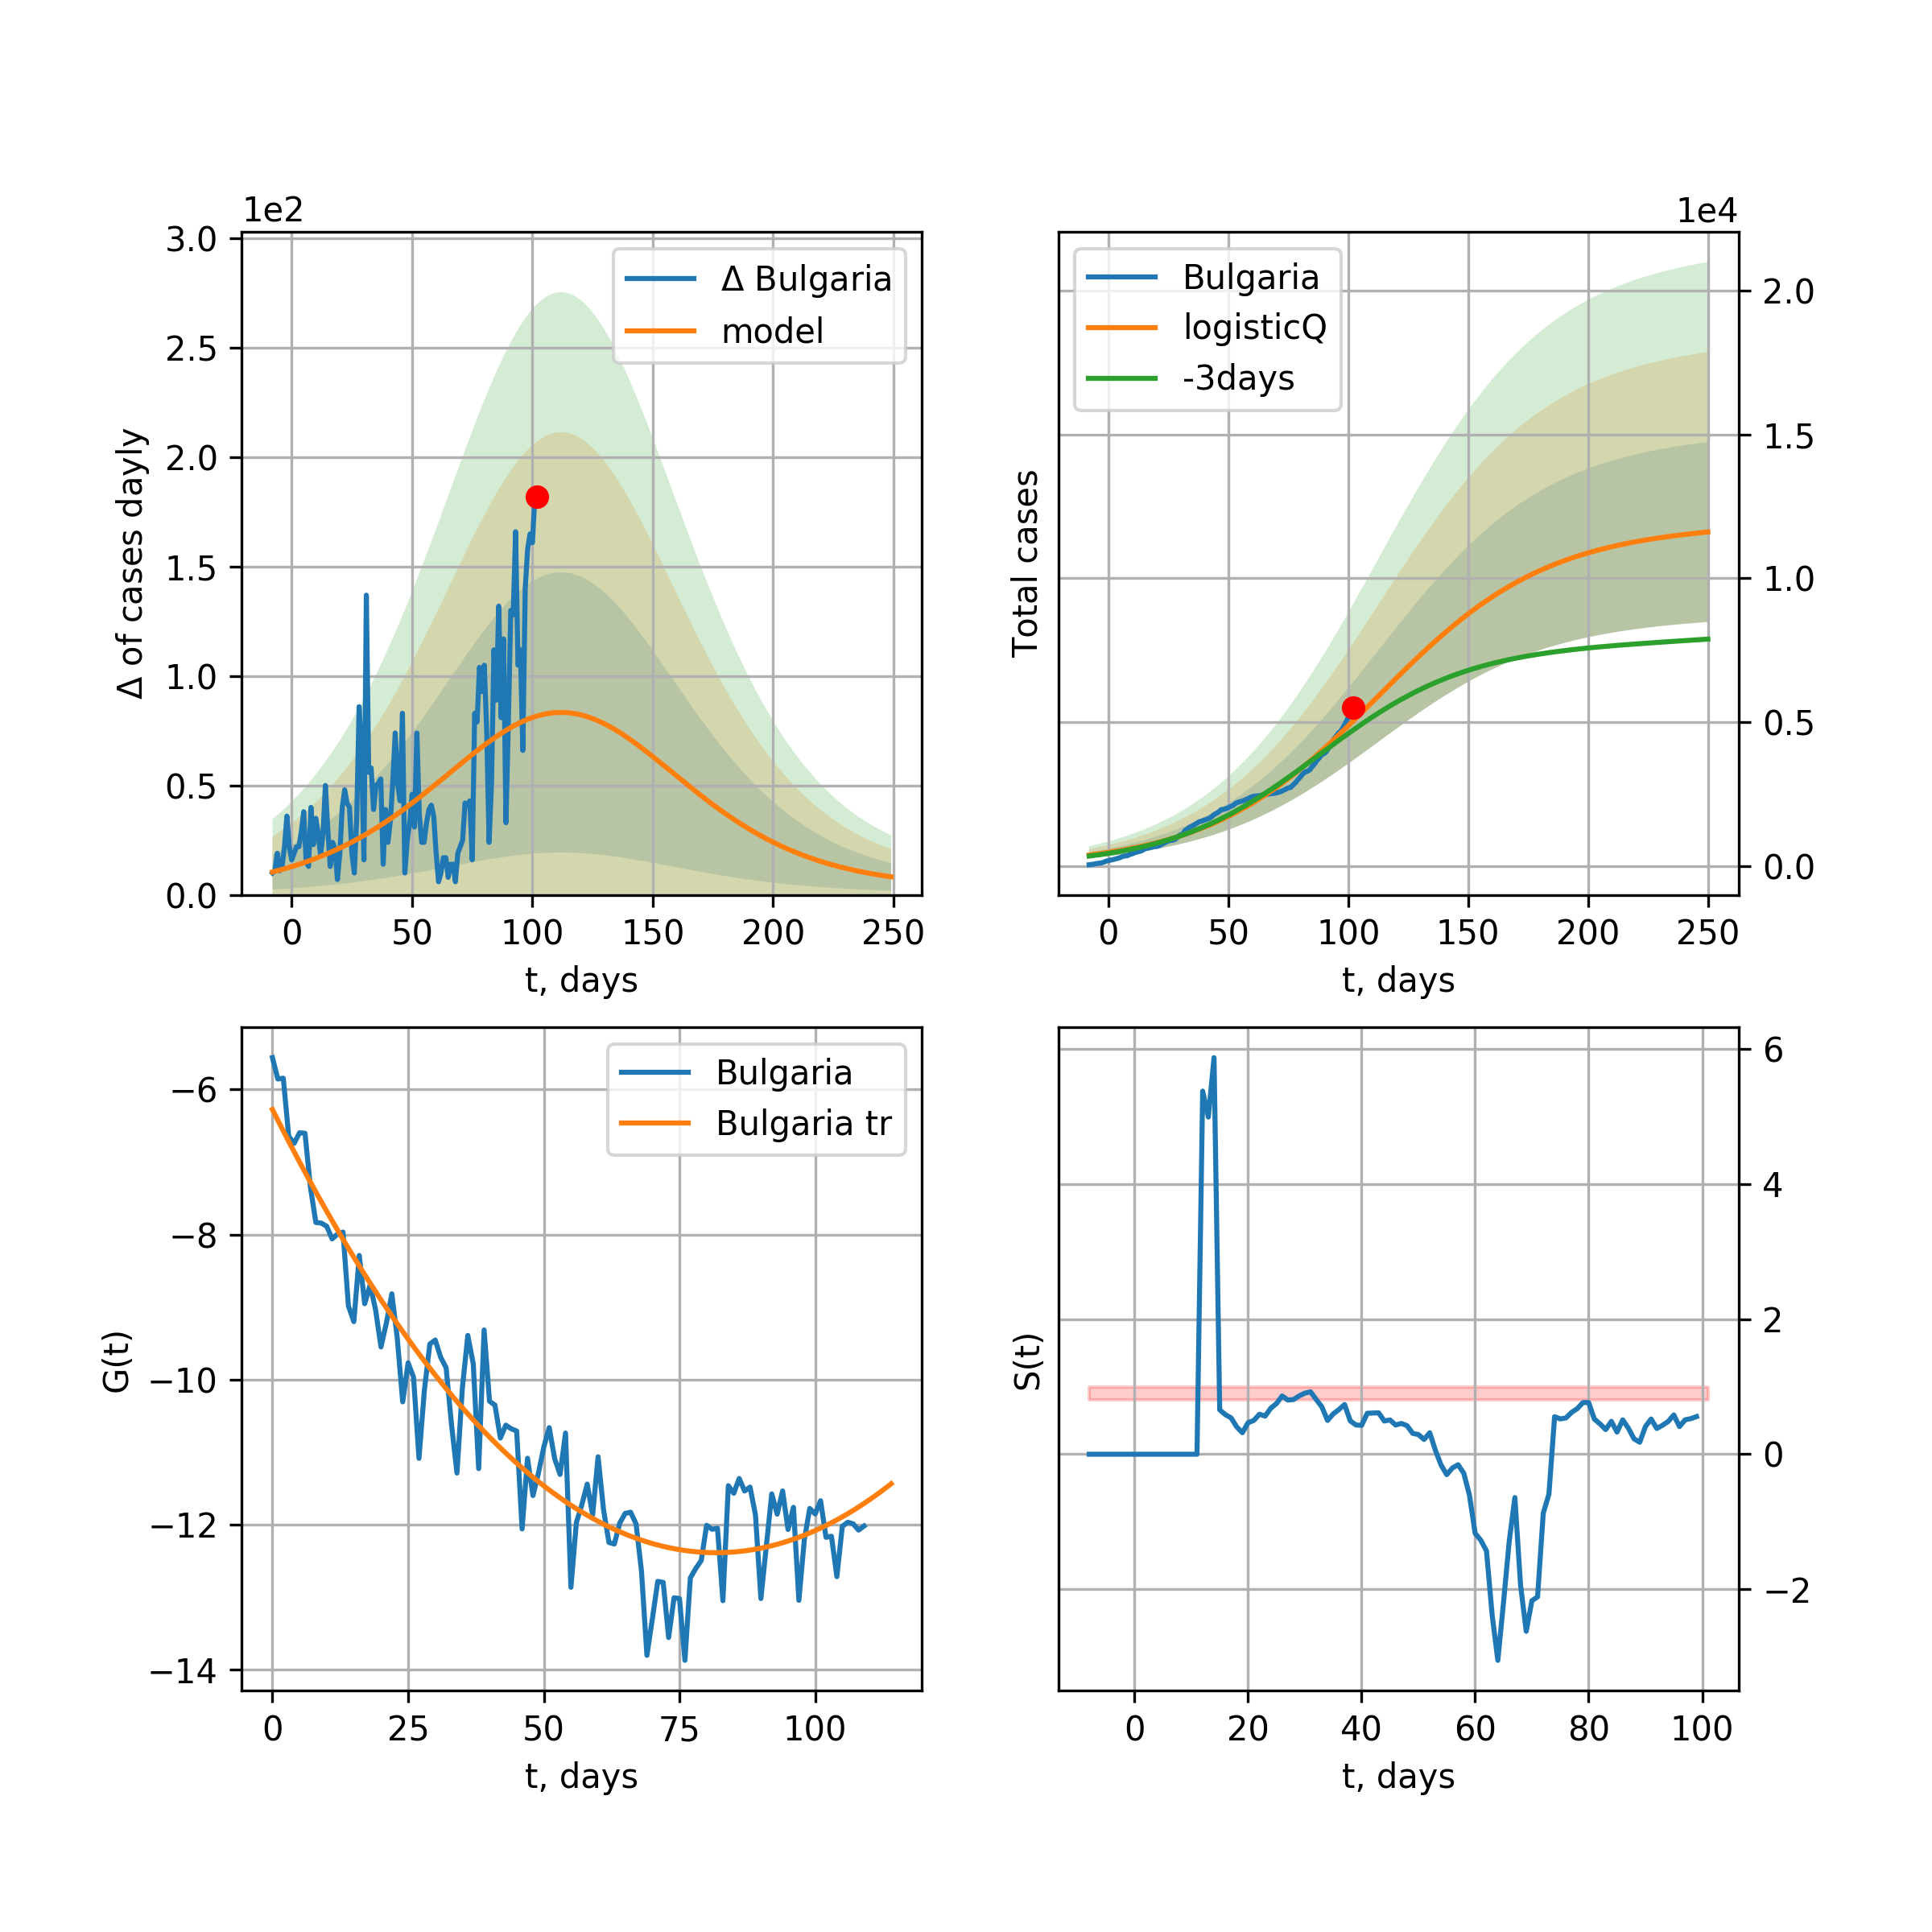 1e2
3.0
2.5
2.0
1.5
1.0
0.5
0.0
Δ of cases dayly
Δ Bulgaria
model
0 50 100 150 200 250
t, days
1e4
Total cases
Bulgaria
logisticQ
-3days
2.0
1.5
1.0
0.5
0.0
0 50 100 150 200 250
t, days
−6
−8
−10
−12
−14
G(t)
Bulgaria
Bulgaria tr
0 25 50 75 100
t, days
S(t)
6
4
2
0
−2
0 20 40 60 80 100
t, days